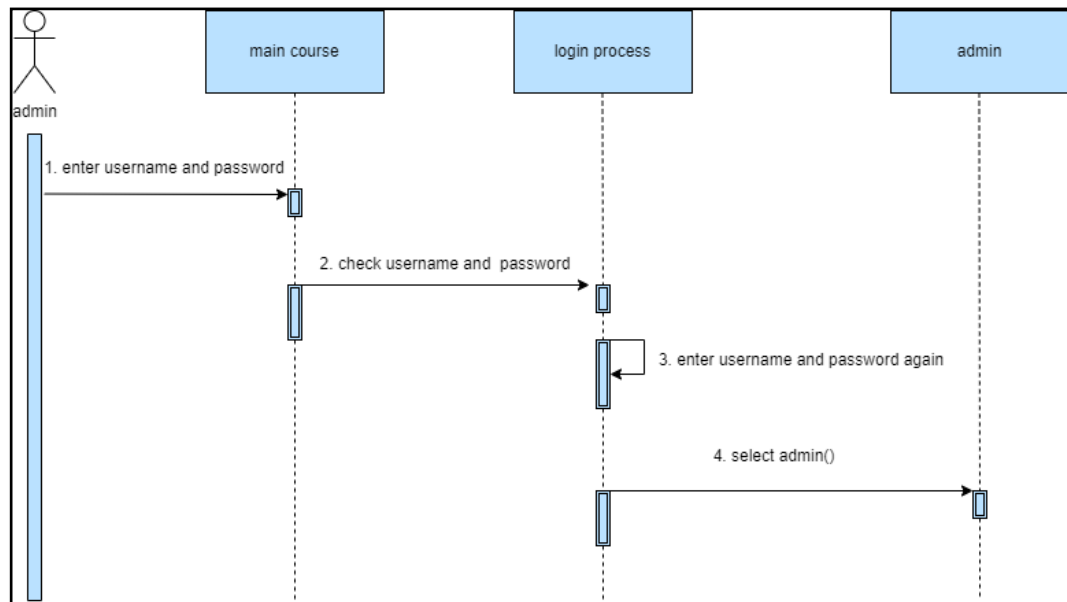 main course
login process
admin
admin
1. enter username and password
2. check username and  password
3. enter username and password again
4. select admin()